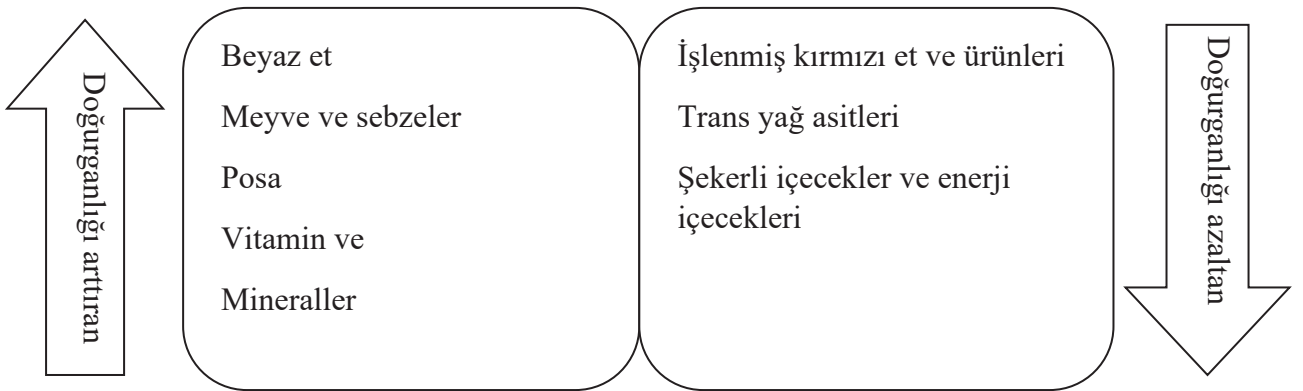 Doğurganlığı arttıran
Beyaz et
Meyve ve sebzeler
Posa
Vitamin ve
Mineraller
İşlenmiş kırmızı et ve ürünleri
Trans yağ asitleri
Şekerli içecekler ve enerji
içecekleri
Doğurganlığı azaltan